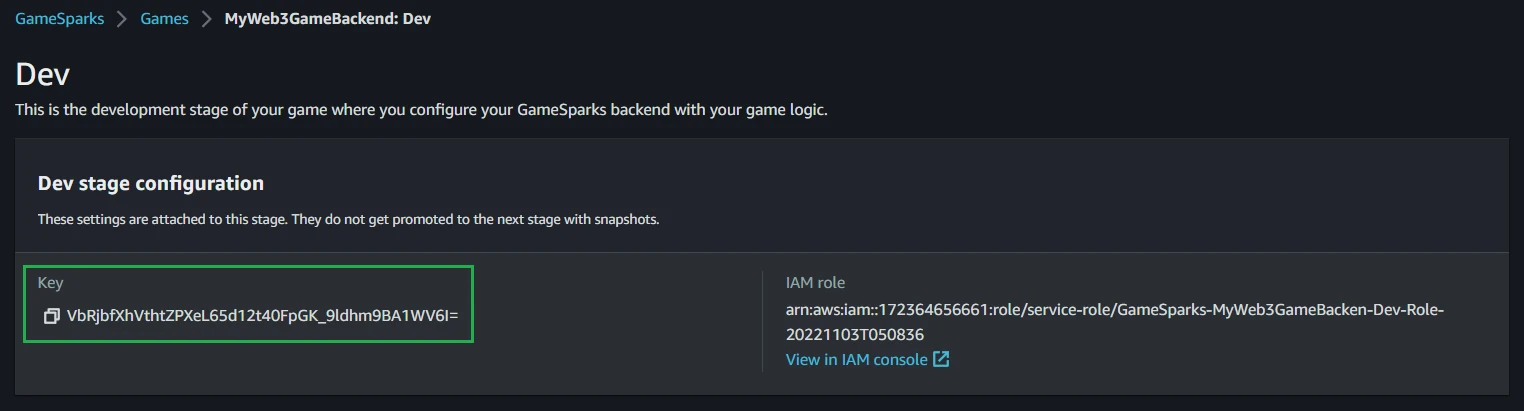 GameSparks > Games > MyWeb3GameBackend: Dev
Dev
This is the development stage of your game where you configure your GameSparks backend with your game logic.
Dev stage configuration
These settings are attached to this stage. They do not get promoted to the next stage with snapshots.
Key
VbRjbfXhVthtZPXeL65d12t40FpGK_9ldhm9BA1WV6I=
IAM role
arn:aws:iam::172364656661:role/service-role/GameSparks-MyWeb3GameBacken-Dev-Role-
20221103T050836
View in IAM console